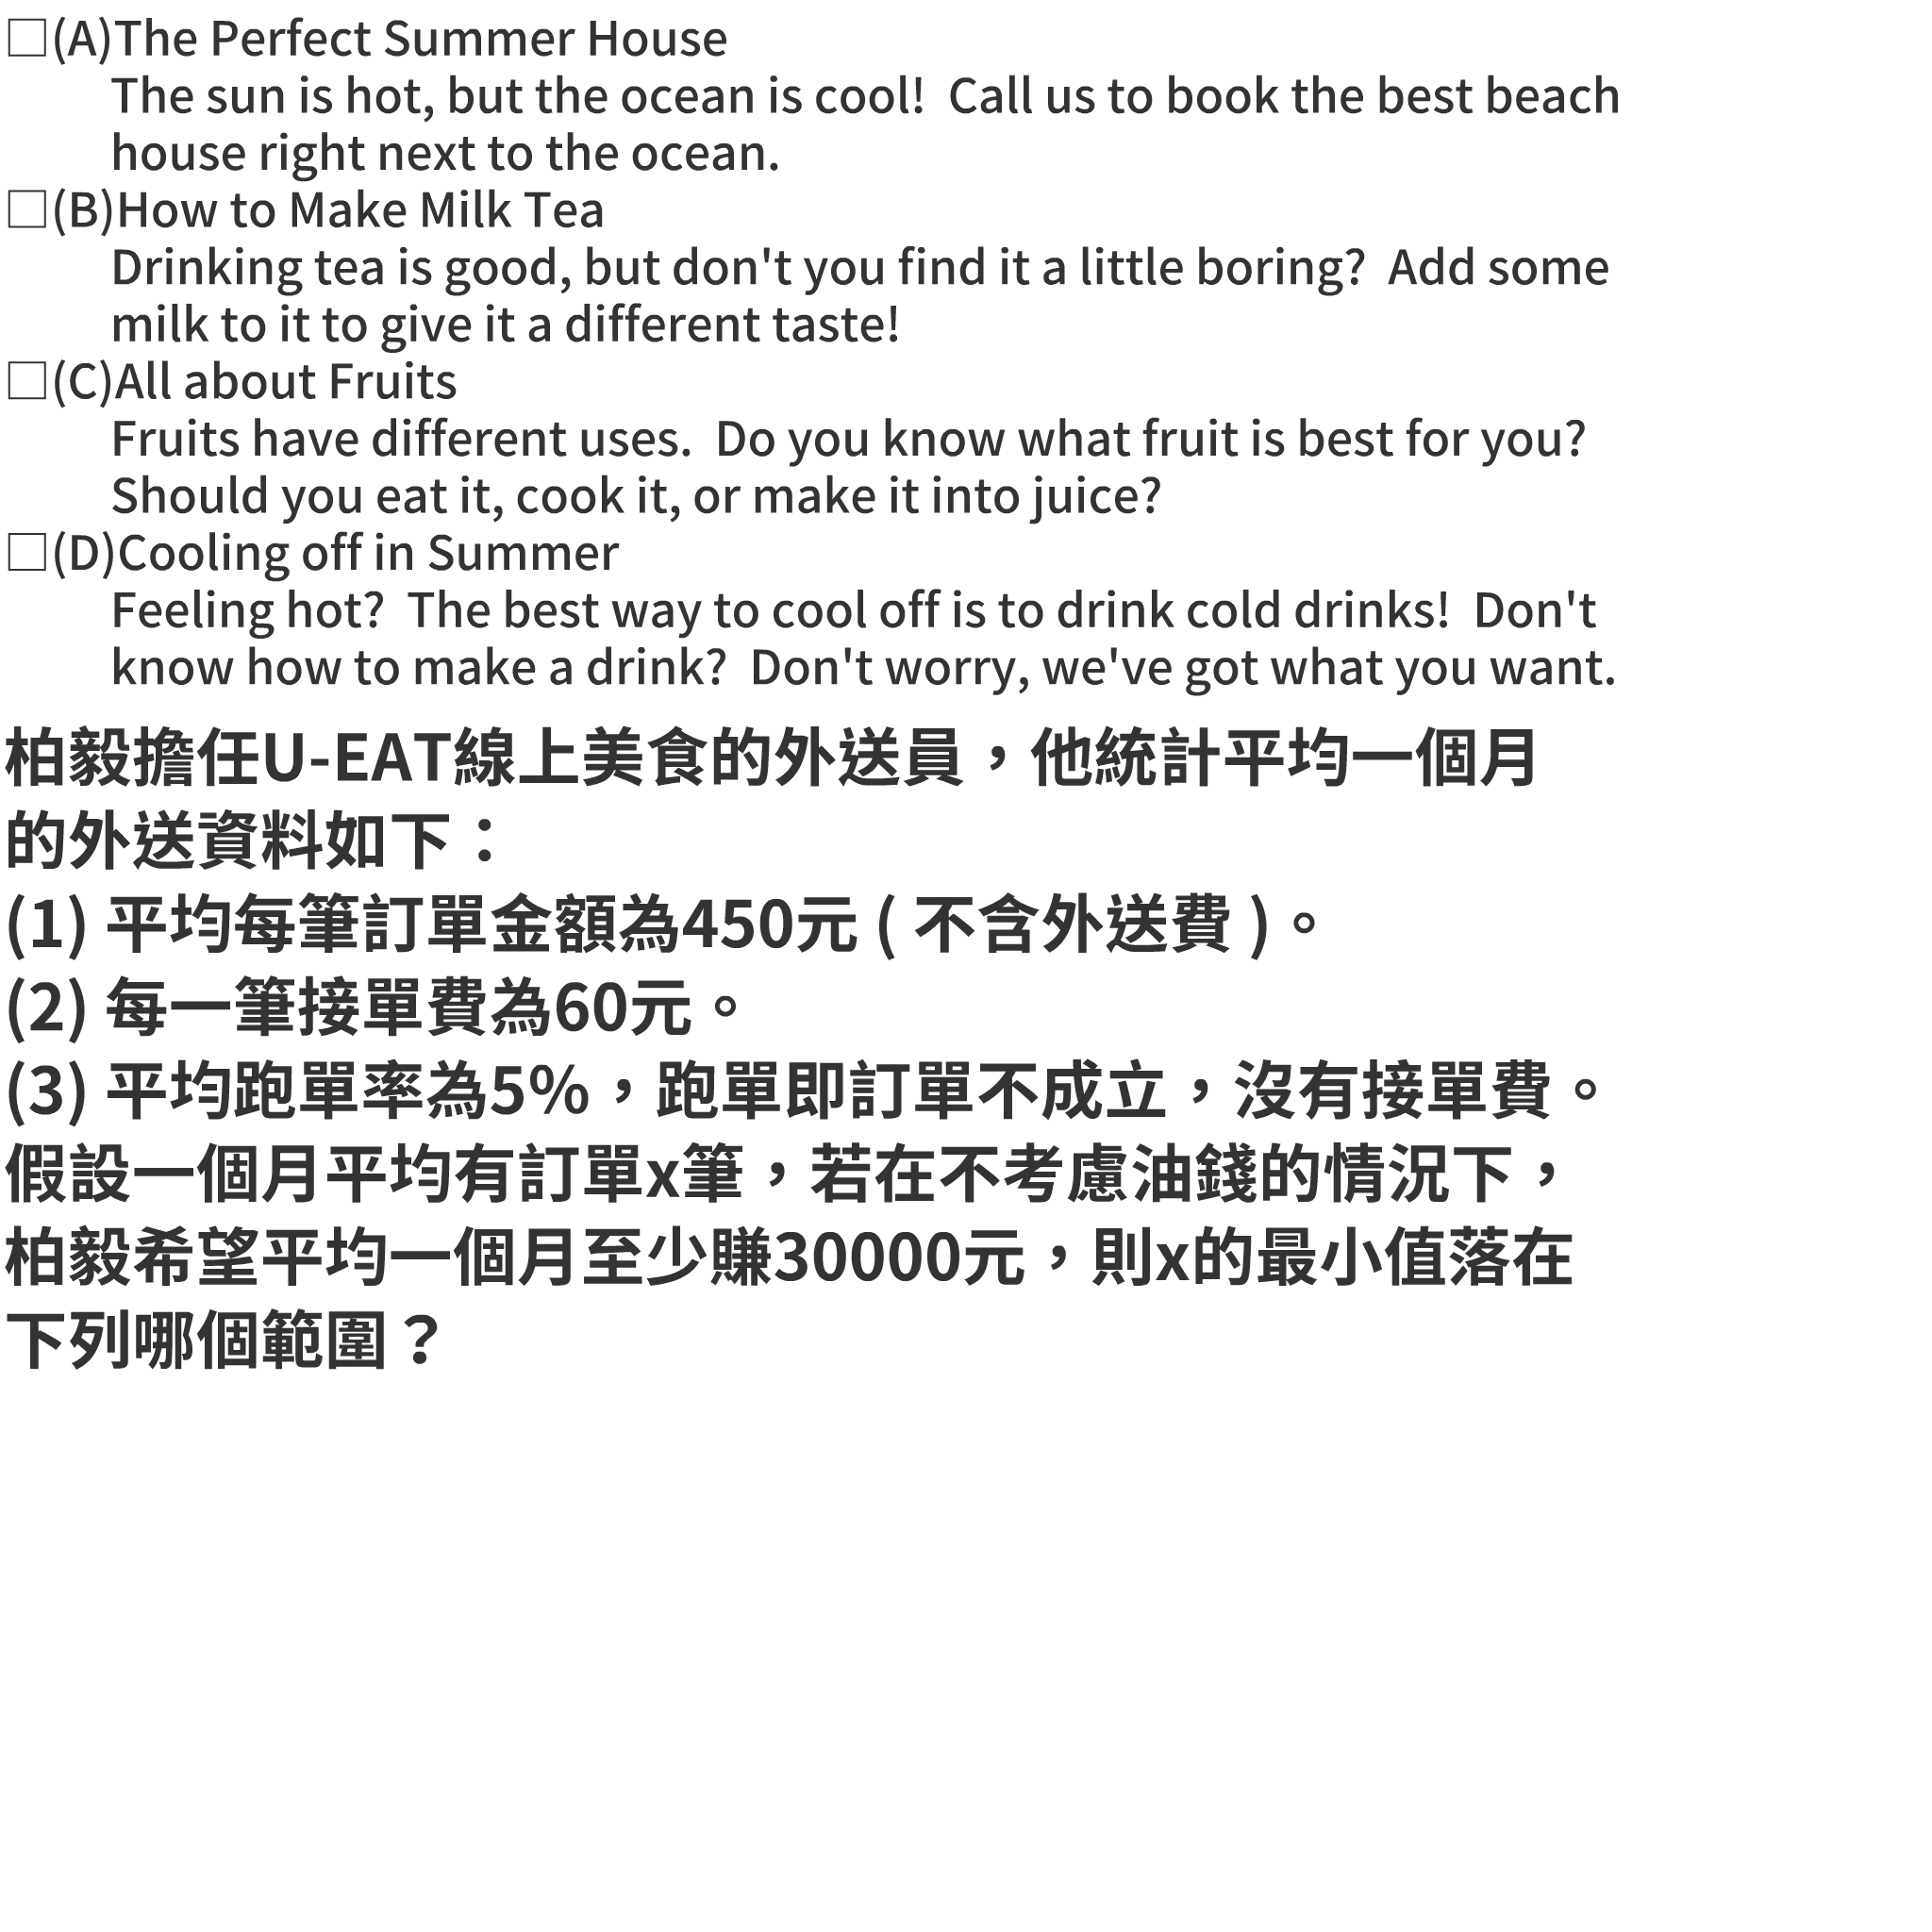 □(A)The Perfect Summer House
The sun is hot, but the ocean is cool!  Call us to book the best beach
house right next to the ocean.
□(B)How to Make Milk Tea
Drinking tea is good, but don't you find it a little boring?  Add some
milk to it to give it a different taste!
□(C)All about Fruits
Fruits have different uses.  Do you know what fruit is best for you?
Should you eat it, cook it, or make it into juice?
□(D)Cooling off in Summer
Feeling hot?  The best way to cool off is to drink cold drinks!  Don't
know how to make a drink?  Don't worry, we've got what you want.
柏毅擔任U-EAT線上美食的外送員，他統計平均一個月
的外送資料如下：
(1) 平均每筆訂單金額為450元 ( 不含外送費 )。
(2) 每一筆接單費為60元。
(3) 平均跑單率為5%，跑單即訂單不成立，沒有接單費。
假設一個月平均有訂單x筆，若在不考慮油錢的情況下，
柏毅希望平均一個月至少賺30000元，則x的最小值落在
下列哪個範圍？